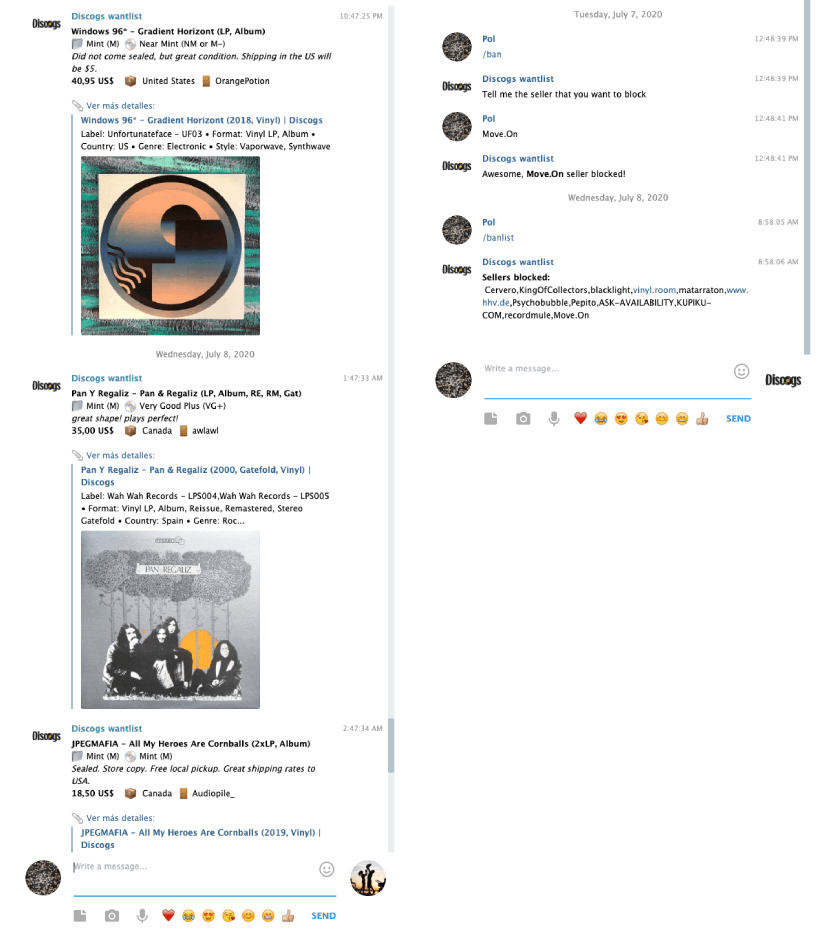 Discogs
Discogs wantlist
10:47:25 PM
Windows 96* - Gradient Horizont (LP, Album)
Mint (M) Near Mint (NM or M-)
Did not come sealed, but great condition. Shipping in the US will
be $5.
40,95 US$ United States OrangePotion
Ver más detalles:
Windows 96* - Gradient Horizont (2018, Vinyl) | Discogs
Label: Unfortunateface - UF03 • Format: Vinyl LP, Album •
Country: US • Genre: Electronic • Style: Vaporwave, Synthwave
Wednesday, July 8, 2020
Discogs
Discogs wantlist
1:47:33 AM
Pan Y Regaliz - Pan & Regaliz (LP, Album, RE, RM, Gat)
Mint (M) Very Good Plus (VG+)
great shape! plays perfect!
35,00 US$ Canada awlawl
Ver más detalles:
Pan Y Regaliz - Pan & Regaliz (2000, Gatefold, Vinyl) |
Discogs
Label: Wah Wah Records - LPS004,Wah Wah Records - LPS005
• Format: Vinyl LP, Album, Reissue, Remastered, Stereo
Gatefold • Country: Spain • Genre: Roc...
PAN & REGALIZ
Discogs
Discogs wantlist
2:47:34 AM
JPEGMAFIA - All My Heroes Are Cornballs (2xLP, Album)
Mint (M) Mint (M)
Sealed. Store copy. Free local pickup. Great shipping rates to
USA.
18,50 US$ Canada Audiopile_
Ver más detalles:
JPEGMAFIA - All My Heroes Are Cornballs (2019, Vinyl) |
Discogs
Write a message...
SEND
Tuesday, July 7, 2020
Pol
12:48:39 PM
/ban
Discogs
Discogs wantlist
12:48:39 PM
Tell me the seller that you want to block
Pol
12:48:41 PM
Move.On
Discogs
Discogs wantlist
12:48:41 PM
Awesome, Move.On seller blocked!
Wednesday, July 8, 2020
Pol
8:58:05 AM
/banlist
Discogs
Discogs wantlist
8:58:06 AM
Sellers blocked:
Cervero,KingOfCollectors,blacklight,vinyl.room,matarraton,www.
hhv.de,Psychobubble,Pepito,ASK-AVAILABILITY,KUPIKU-
COM,recordmule,Move.On
Write a message...
Discogs
SEND